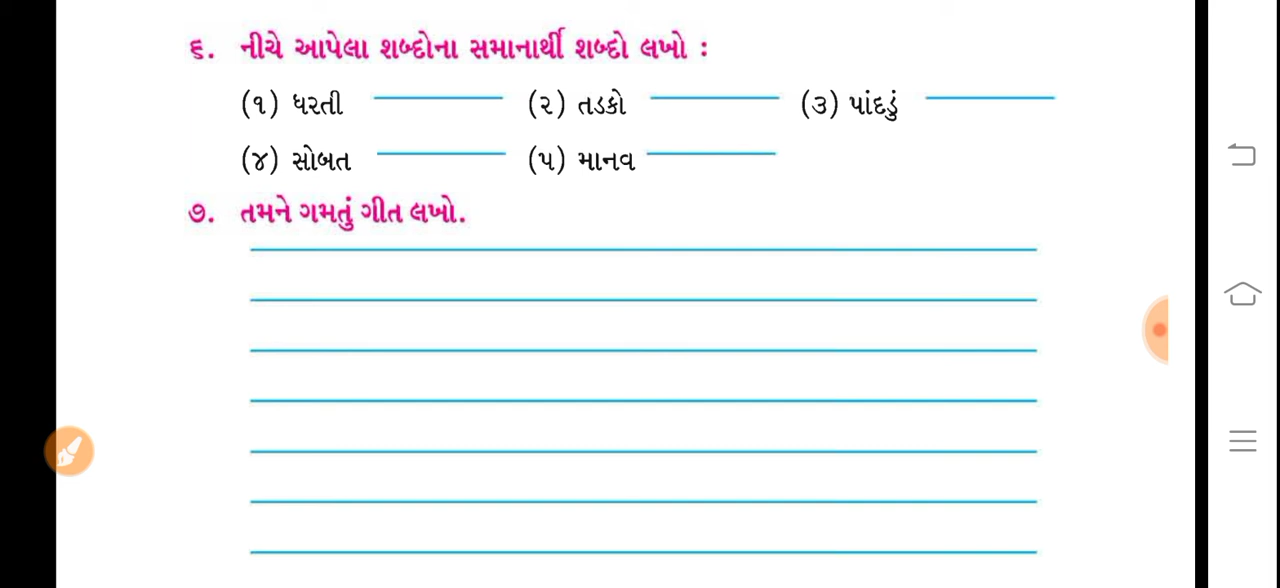 ૬. નીચે આપેલા શબ્દોના સમાનાર્થી શબ્દો લખો :
(૧) ધરતી (૨) તડકો (૩) પાંદડું
(૪) સોબત (૫) માનવ
૭. તમને ગમતું ગીત લખો.